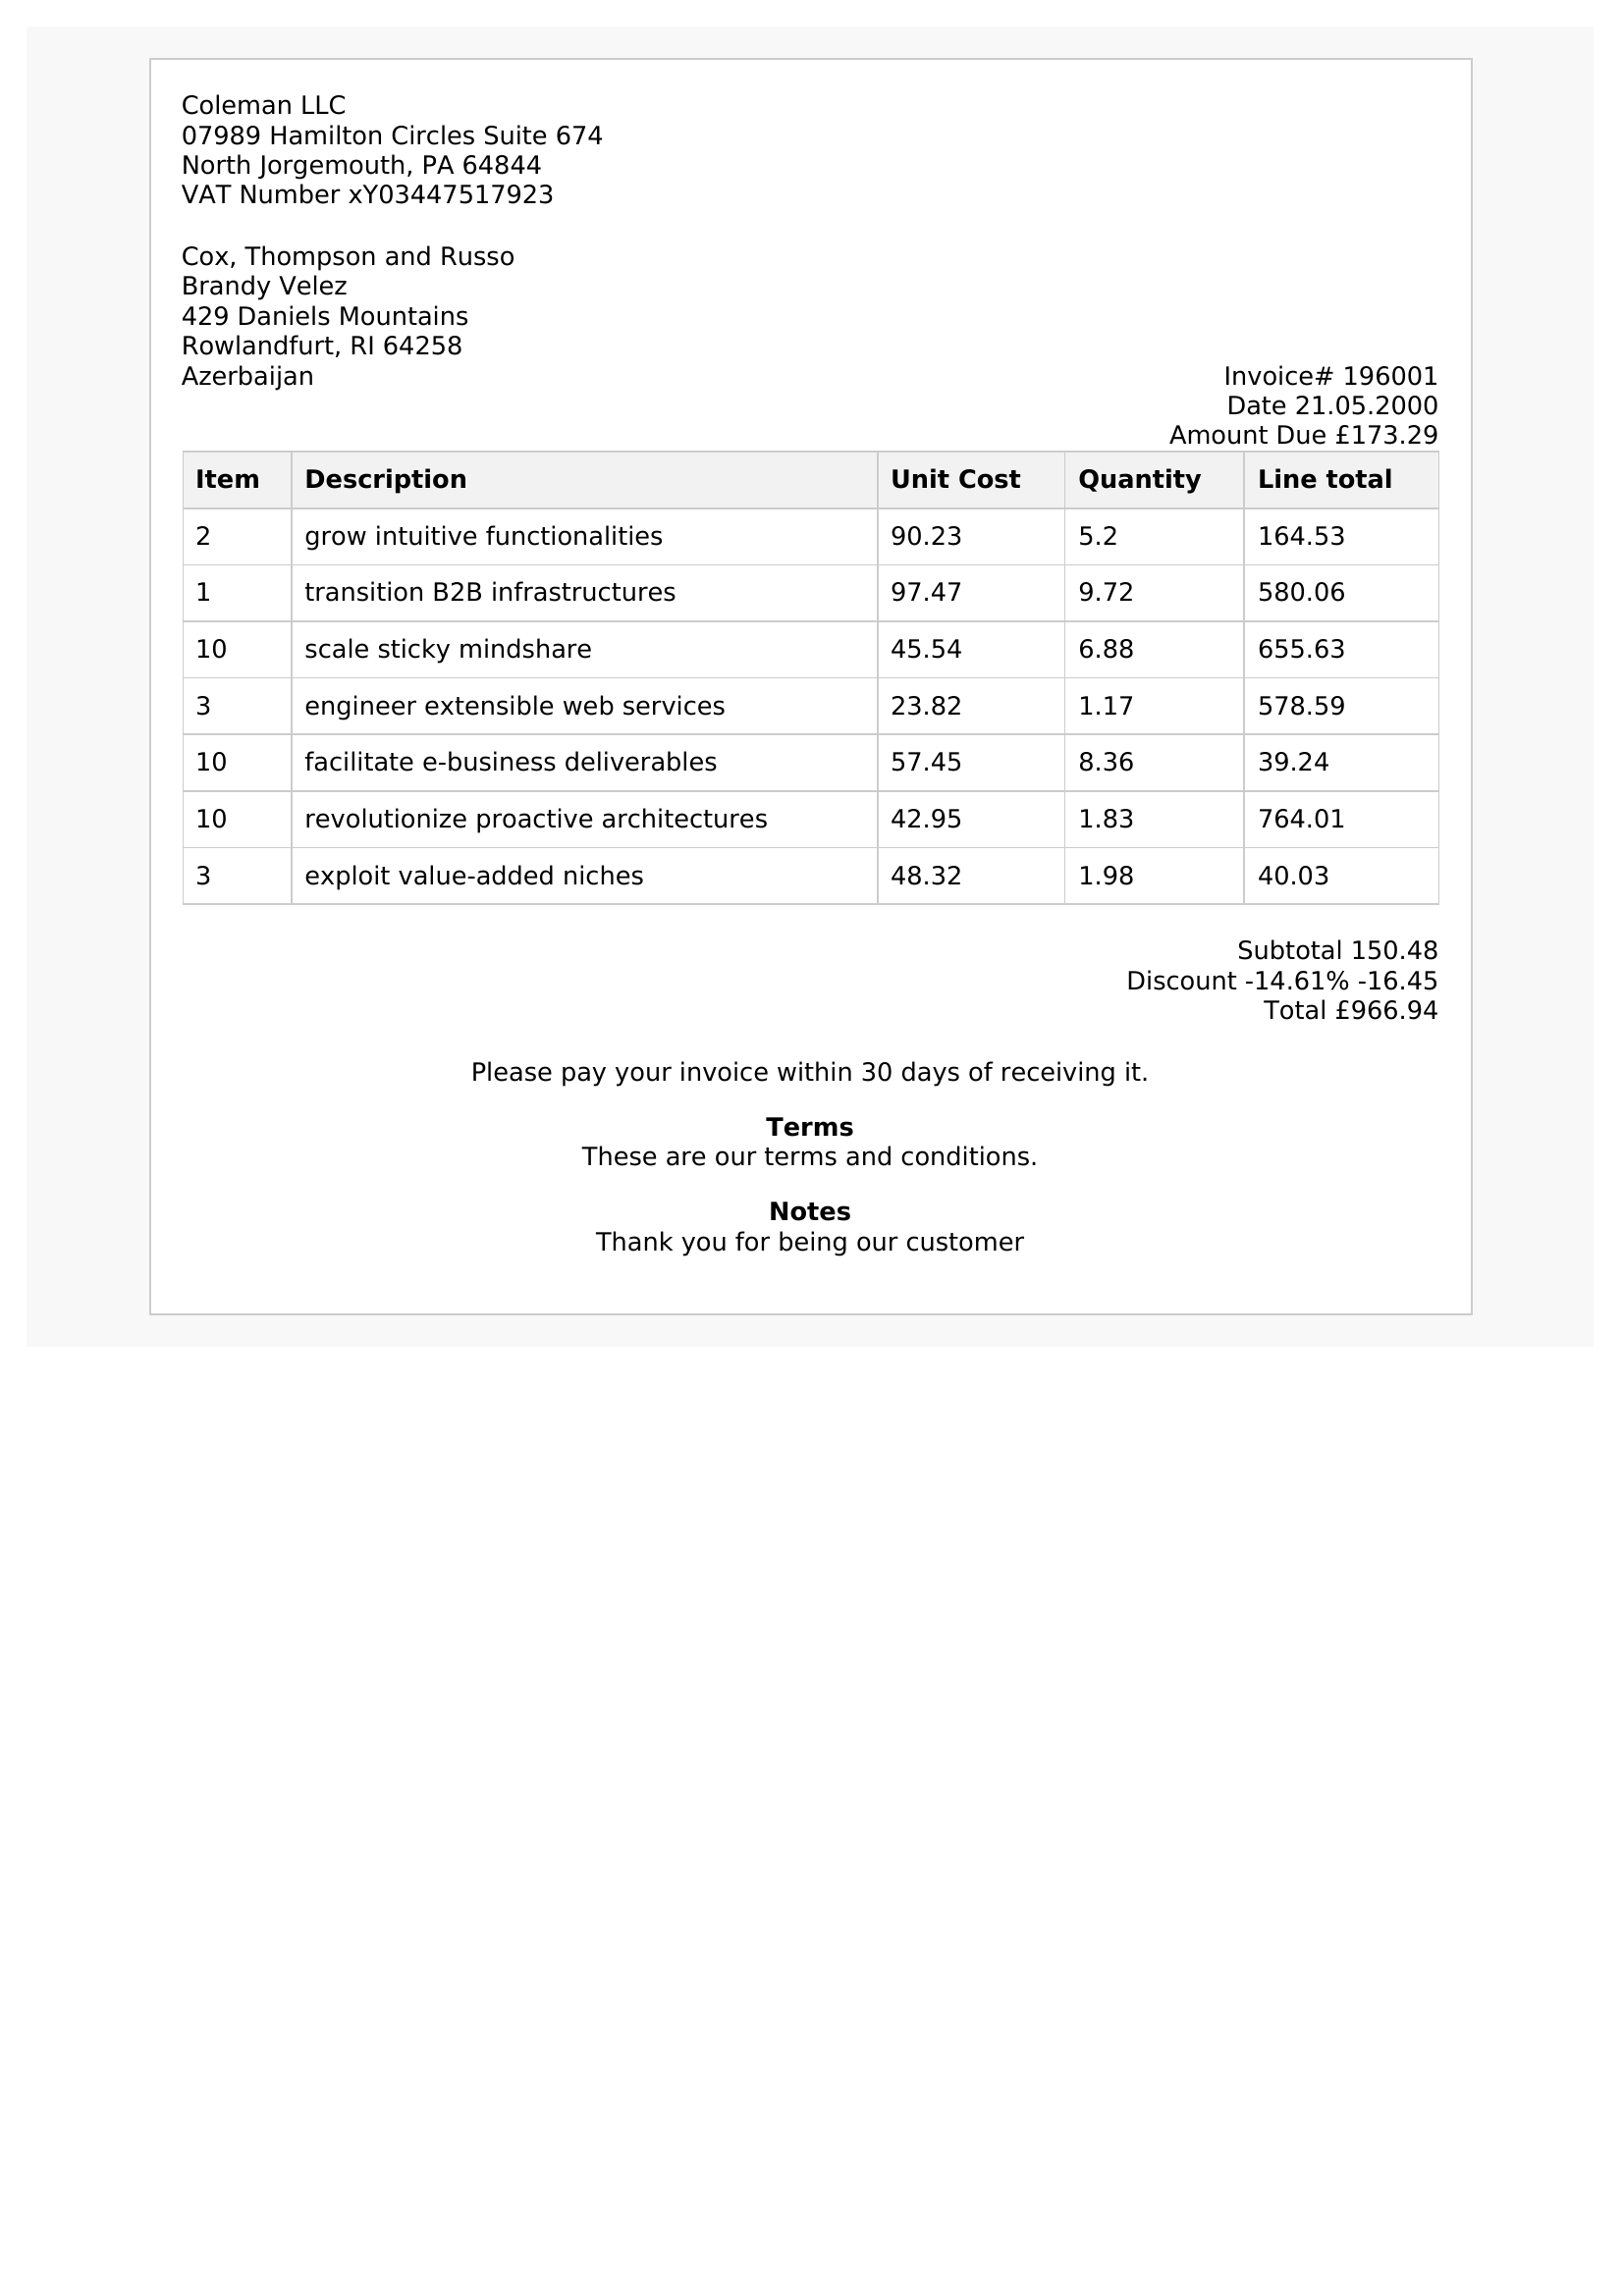 Coleman LLC
07989 Hamilton Circles Suite 674
North Jorgemouth, PA 64844
VAT Number xY03447517923
Cox, Thompson and Russo
Brandy Velez
429 Daniels Mountains
Rowlandfurt, RI 64258
Azerbaijan
Invoice# 196001
Date 21.05.2000
Amount Due £173.29
Item Description Unit Cost Quantity Line total
2 grow intuitive functionalities 90.23 5.2 164.53
1 transition B2B infrastructures 97.47 9.72 580.06
10 scale sticky mindshare 45.54 6.88 655.63
3 engineer extensible web services 23.82 1.17 578.59
10 facilitate e-business deliverables 57.45 8.36 39.24
10 revolutionize proactive architectures 42.95 1.83 764.01
3 exploit value-added niches 48.32 1.98 40.03
Subtotal 150.48
Discount -14.61% -16.45
Total £966.94
Please pay your invoice within 30 days of receiving it.
Terms
These are our terms and conditions.
Notes
Thank you for being our customer